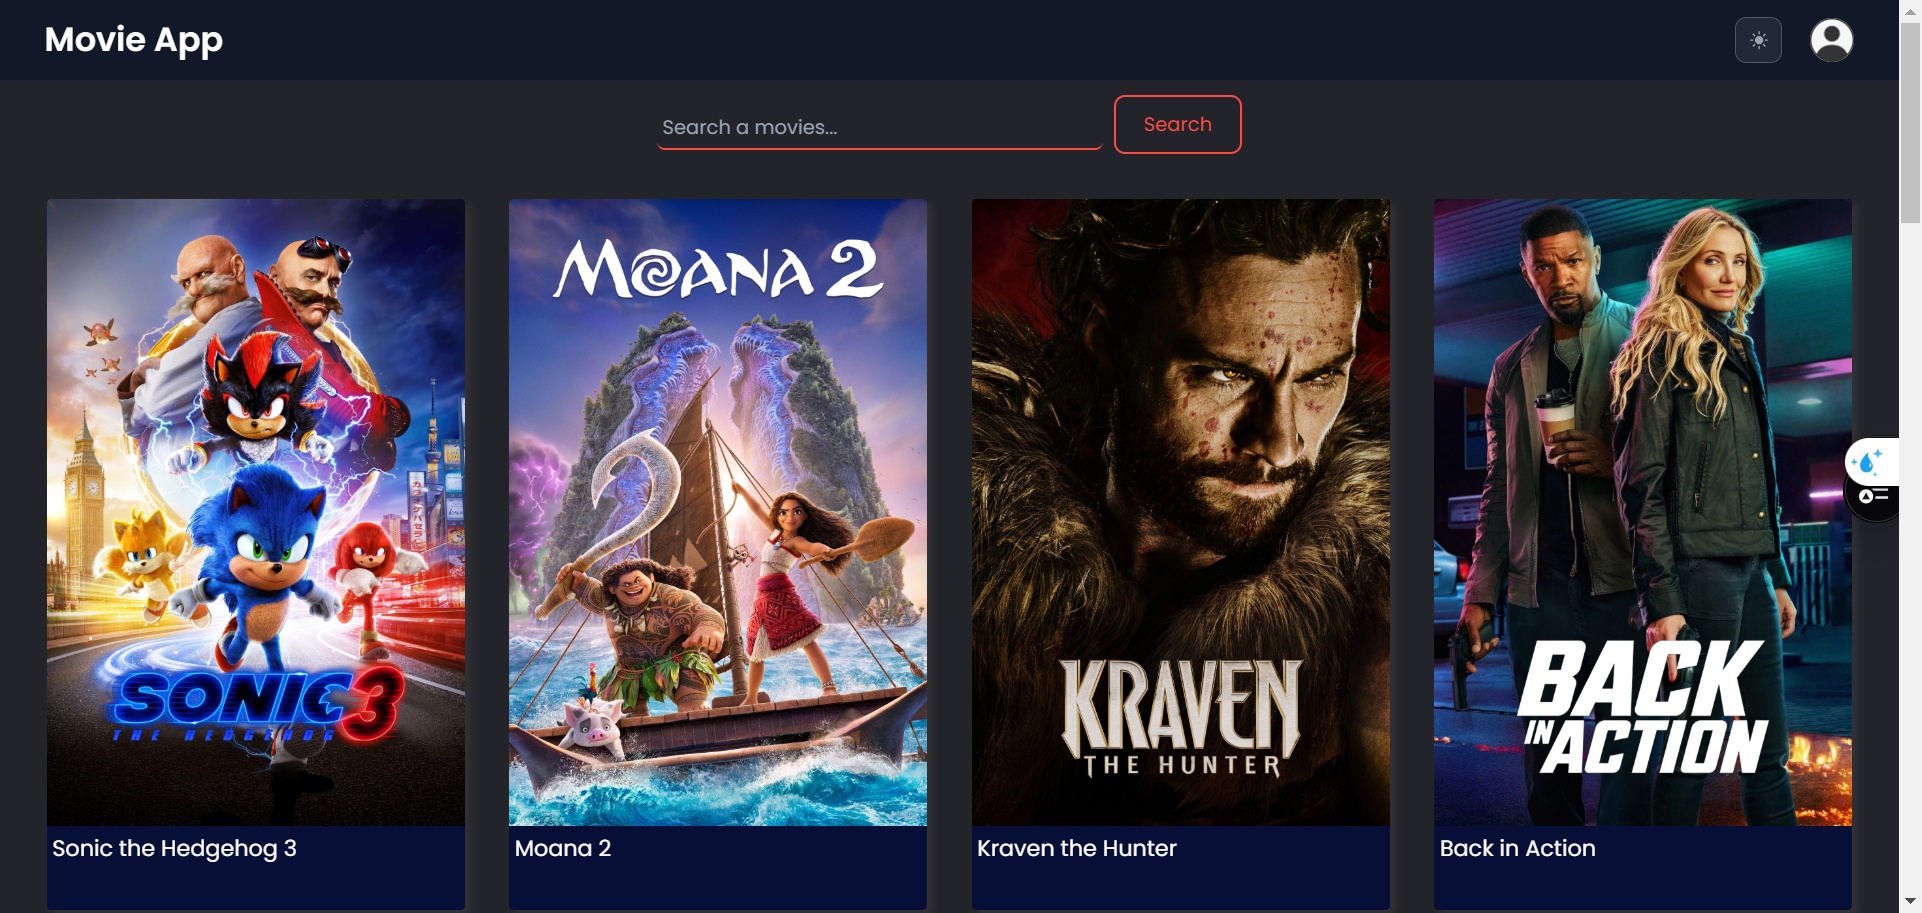 Movie App
Search a movies...
Search
SONIC 3
THE HEDGEHOG
MOANA 2
KRAVEN
THE HUNTER
BACK
IN ACTION
Sonic the Hedgehog 3
Moana 2
Kraven the Hunter
Back in Action